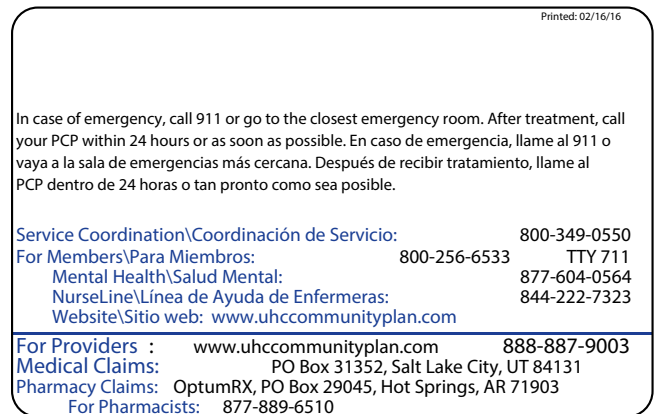 Printed: 02/16/16
In case of emergency, call 911 or go to the closest emergency room. After treatment, call
your PCP within 24 hours or as soon as possible. En caso de emergencia, llame al 911 o
vaya a la sala de emergencias más cercana. Después de recibir tratamiento, llame al
PCP dentro de 24 horas o tan pronto como sea posible.
Service Coordination\Coordinación de Servicio: 800-349-0550
For Members\Para Miembros: 800-256-6533 TTY 711
Mental Health\Salud Mental: 877-604-0564
NurseLine\Línea de Ayuda de Enfermeras: 844-222-7323
Website\Sitio web: www.uhccommunityplan.com
For Providers : www.uhccommunityplan.com 888-887-9003
Medical Claims: PO Box 31352, Salt Lake City, UT 84131
Pharmacy Claims: OptumRX, PO Box 29045, Hot Springs, AR 71903
For Pharmacists: 877-889-6510